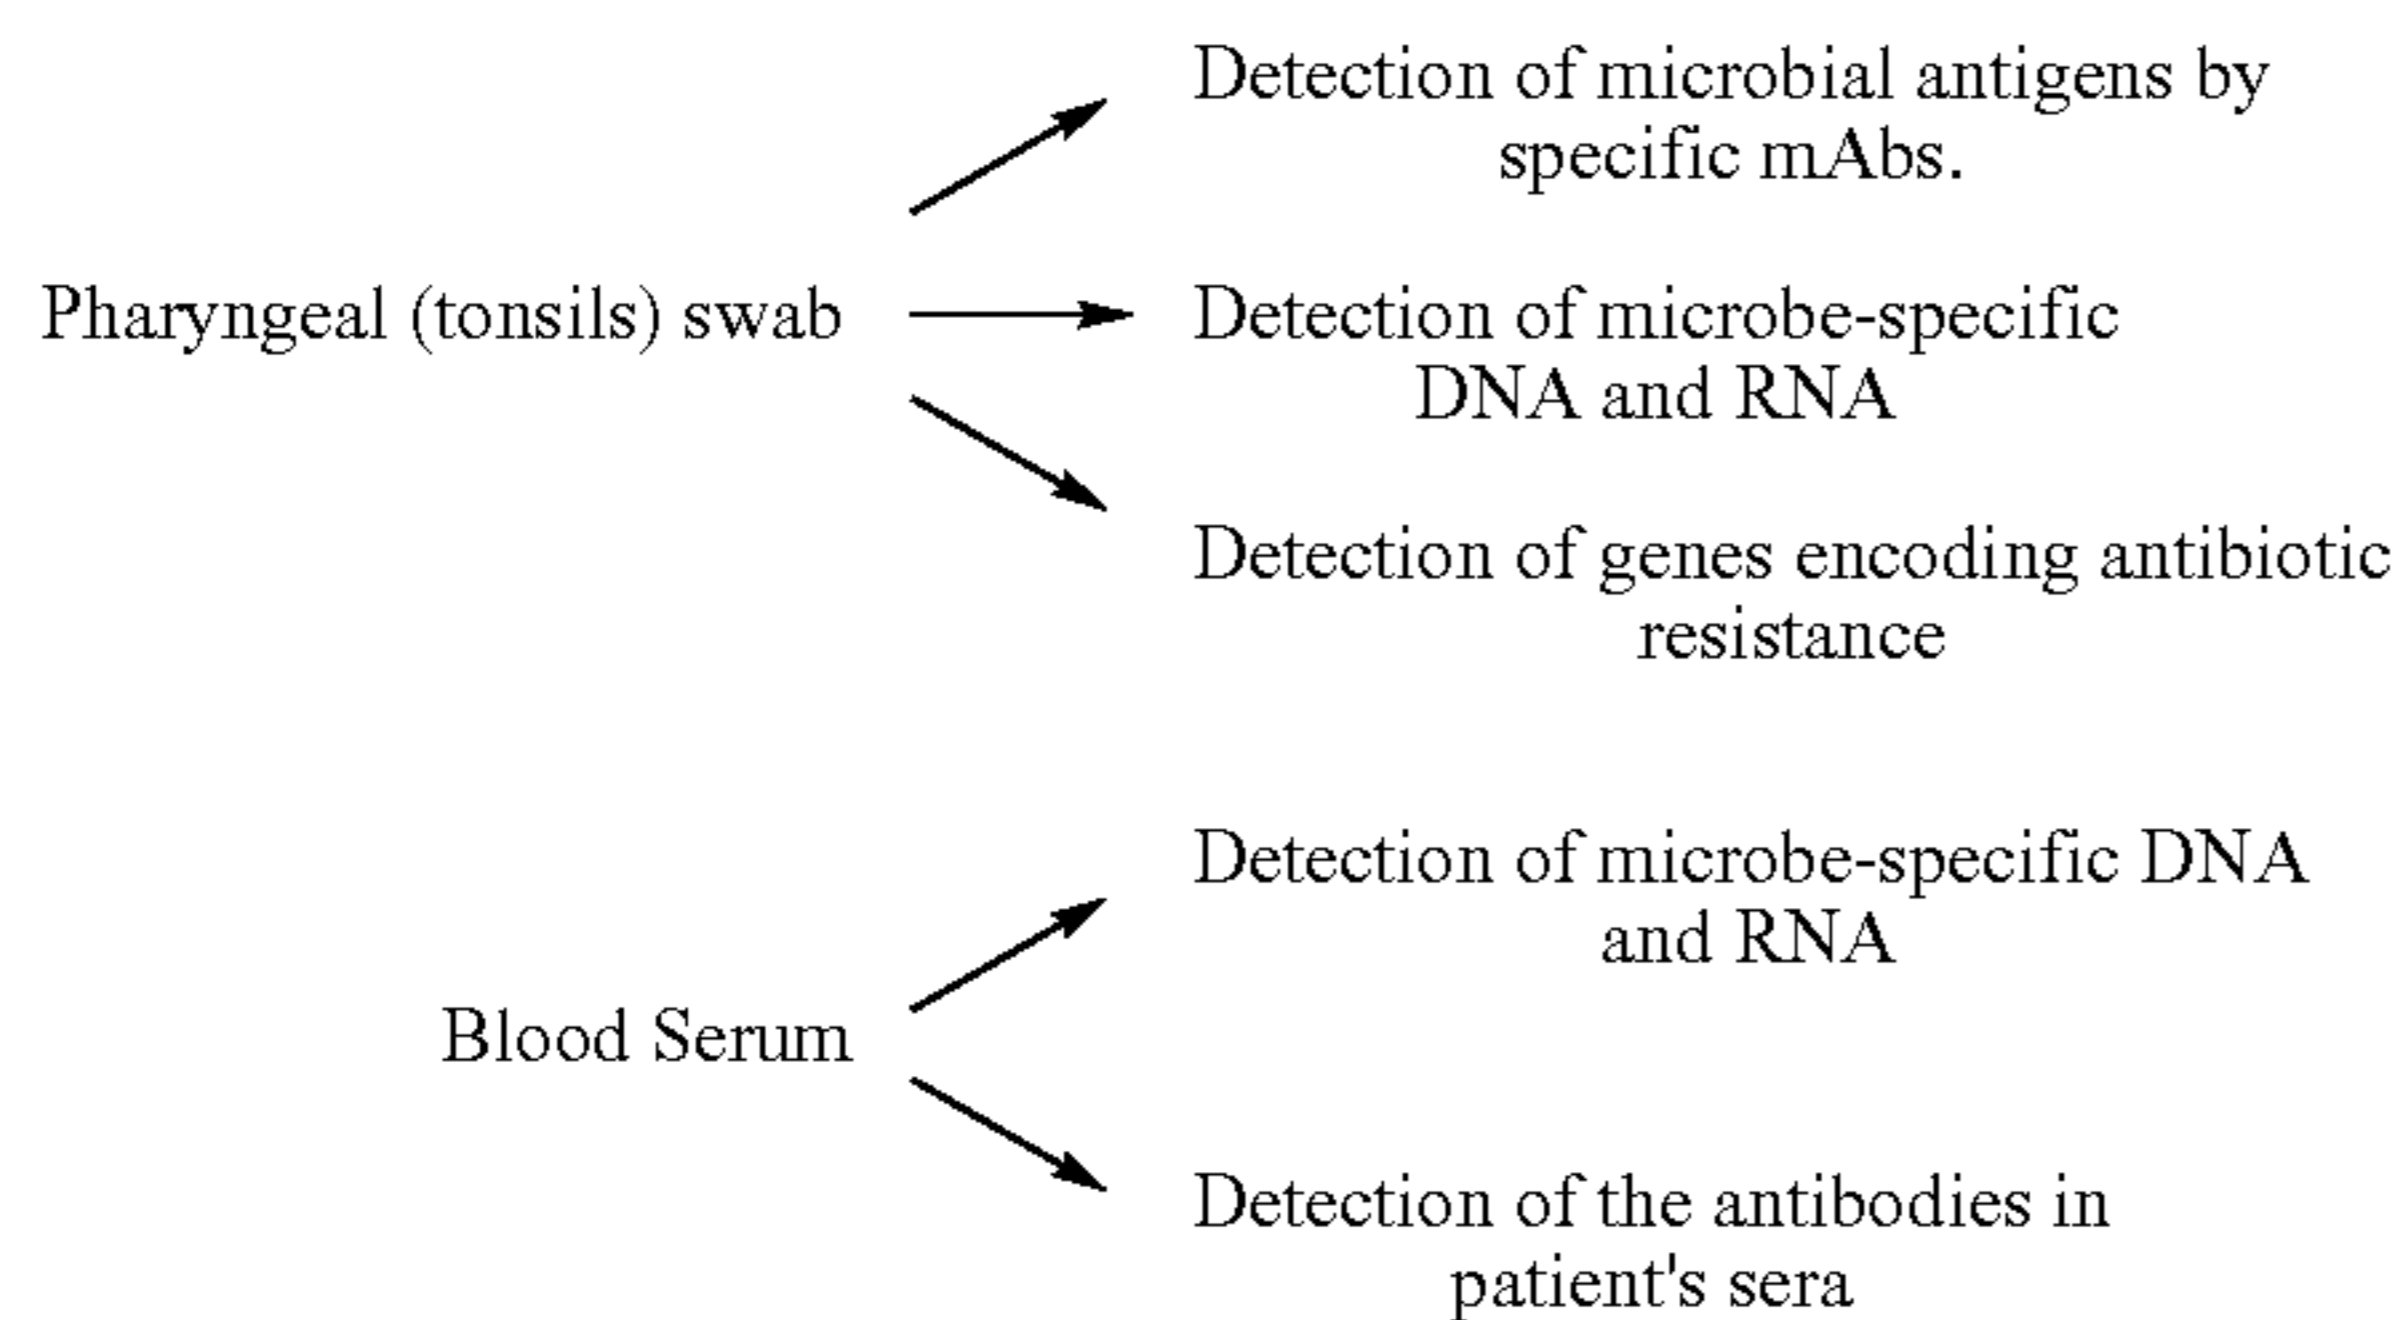 Detection of microbial antigens by
specific mAbs.
Pharyngeal (tonsils) swab
Detection of microbe-specific
DNA and RNA
Detection of genes encoding antibiotic
resistance
Detection of microbe-specific DNA
and RNA
Blood Serum
Detection of the antibodies in
patient's sera